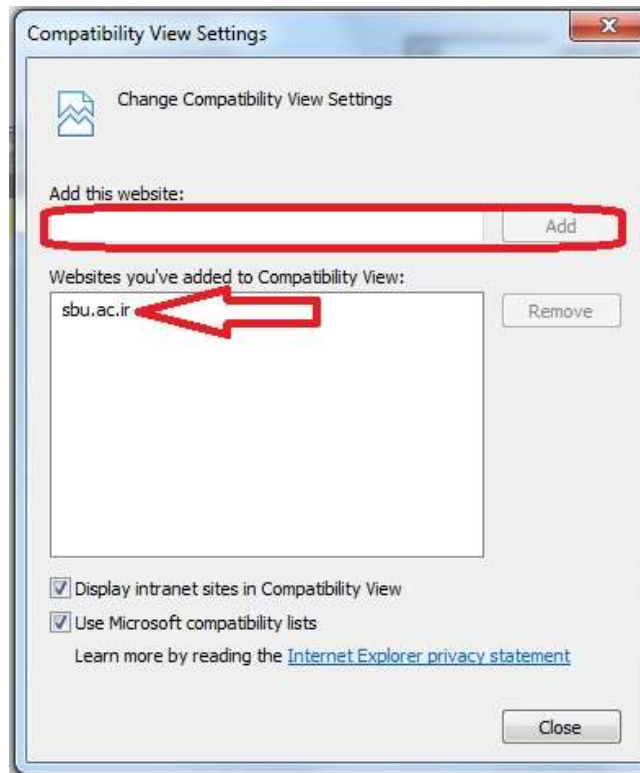 Compatibility View Settings
Change Compatibility View Settings
Add this website:
Add
Websites you've added to Compatibility View:
sbu.ac.ir
Remove
Display intranet sites in Compatibility View
Use Microsoft compatibility lists
Learn more by reading the Internet Explorer privacy statement
Close